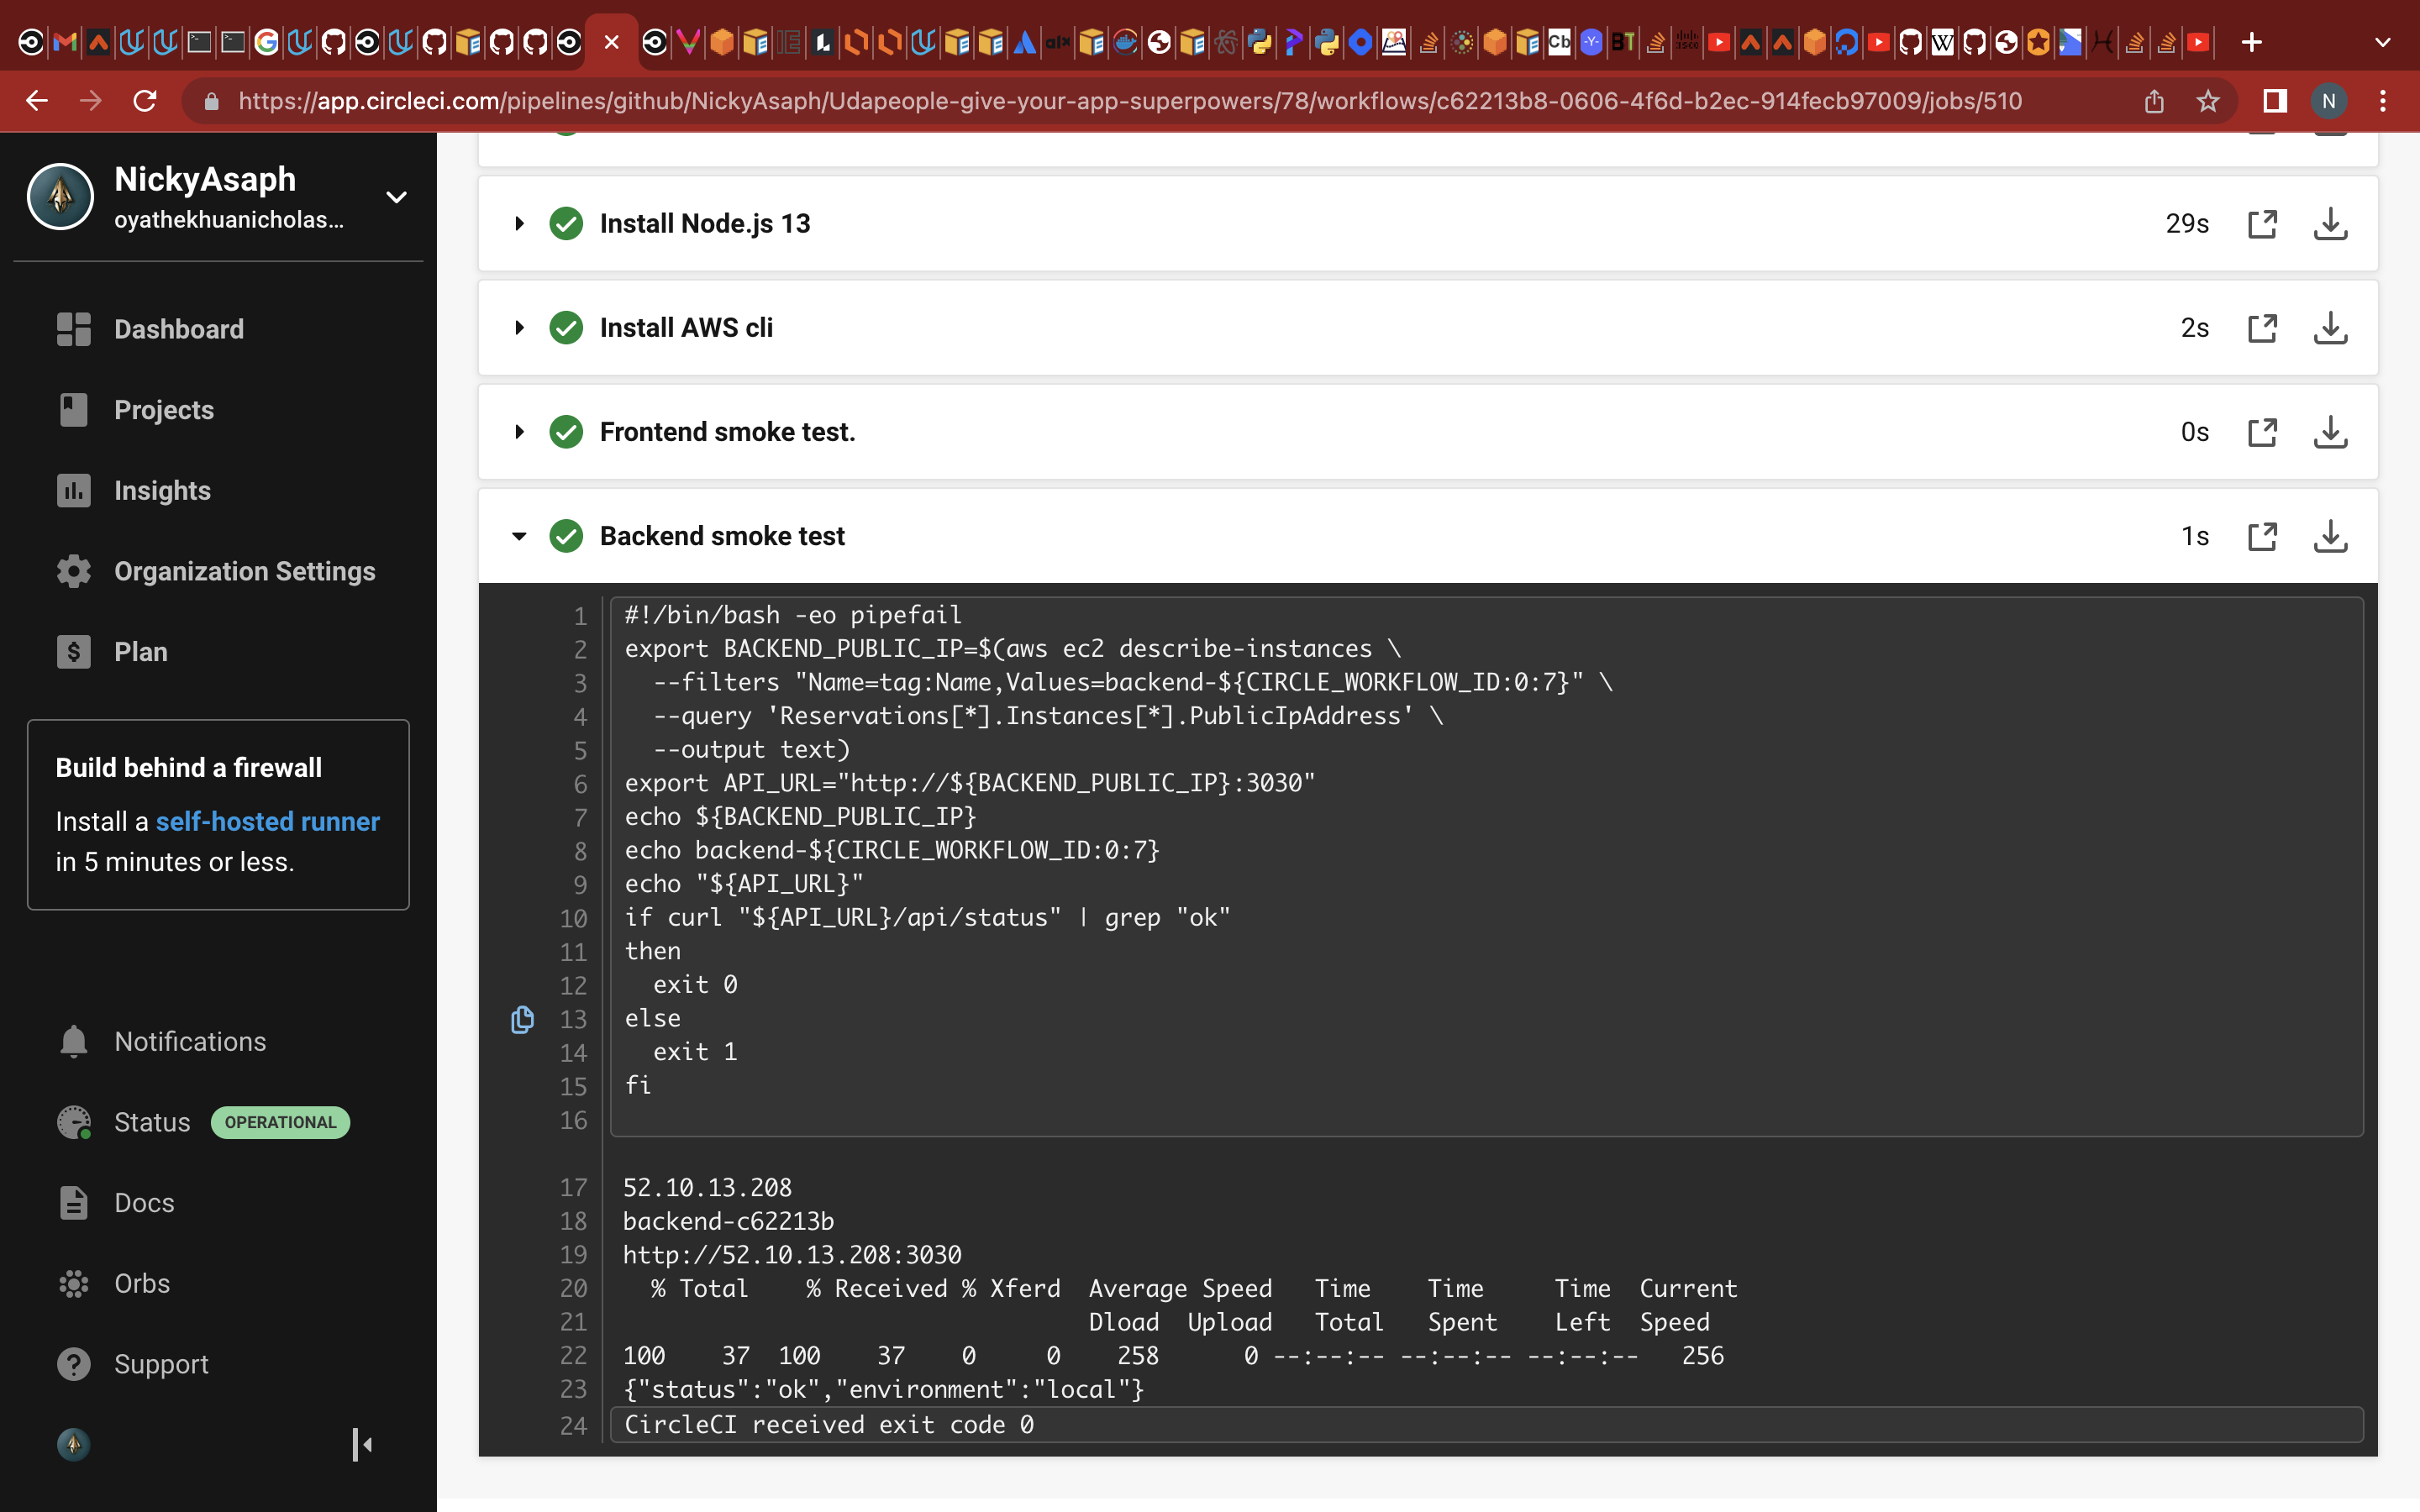 https://app.circleci.com/pipelines/github/NickyAsaph/Udapeople-give-your-app-superpowers/78/workflows/c62213b8-0606-4f6d-b2ec-914fecb97009/jobs/510
N
NickyAsaph
oyathekhuanicholas...
Dashboard
Projects
Insights
Organization Settings
Plan
Build behind a firewall
Install a self-hosted runner
in 5 minutes or less.
Notifications
Status OPERATIONAL
Docs
Orbs
Support
Install Node.js 13 29s
Install AWS cli 2s
Frontend smoke test. 0s
Backend smoke test 1s
1 #!/bin/bash -eo pipefail
2 export BACKEND_PUBLIC_IP=$(aws ec2 describe-instances \
3 --filters "Name=tag:Name,Values=backend-${CIRCLE_WORKFLOW_ID:0:7}" \
4 --query 'Reservations[*].Instances[*].PublicIpAddress' \
5 --output text)
6 export API_URL="http://${BACKEND_PUBLIC_IP}:3030"
7 echo ${BACKEND_PUBLIC_IP}
8 echo backend-${CIRCLE_WORKFLOW_ID:0:7}
9 echo "${API_URL}"
10 if curl "${API_URL}/api/status" | grep "ok"
11 then
12 exit 0
13 else
14 exit 1
15 fi
16
17 52.10.13.208
18 backend-c62213b
19 http://52.10.13.208:3030
20 % Total % Received % Xferd Average Speed Time Time Time Current
21 Dload Upload Total Spent Left Speed
22 100 37 100 37 0 0 258 0 --:--:-- --:--:-- --:--:-- 256
23 {"status":"ok","environment":"local"}
24 CircleCI received exit code 0